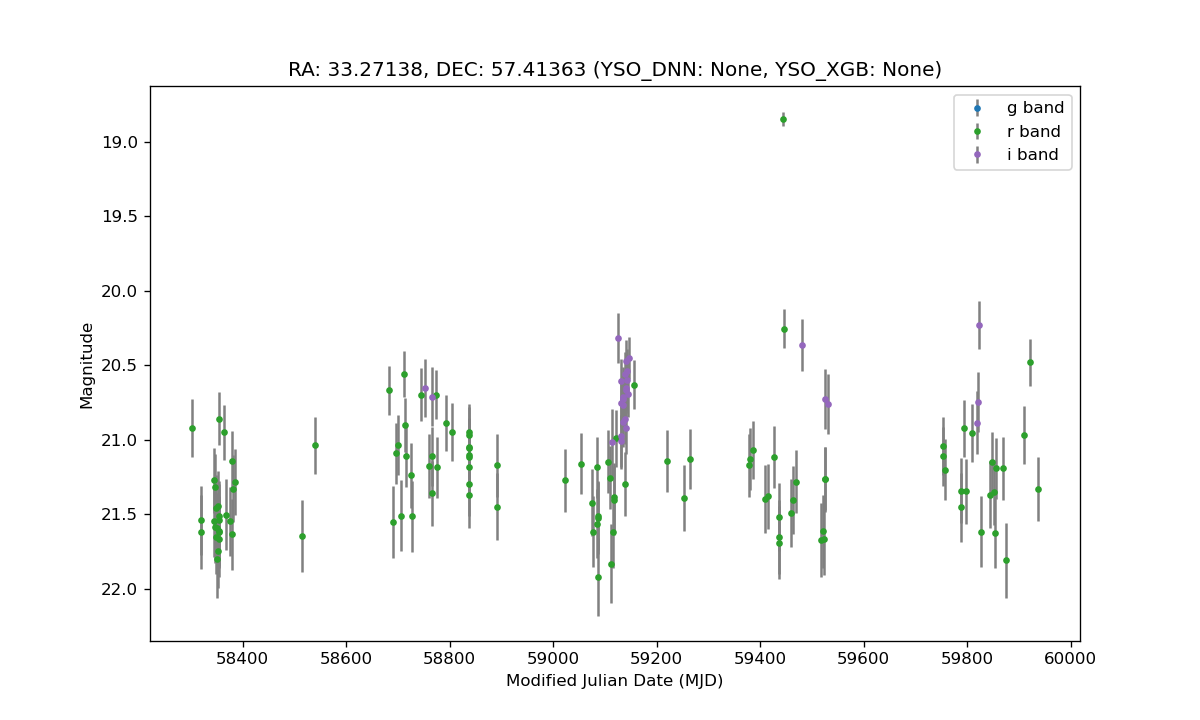 RA: 33.27138, DEC: 57.41363 (YSO_DNN: None, YSO_XGB: None)
g band
r band
i band
Magnitude
19.0
19.5
20.0
20.5
21.0
21.5
22.0
58400 58600 58800 59000 59200 59400 59600 59800 60000
Modified Julian Date (MJD)